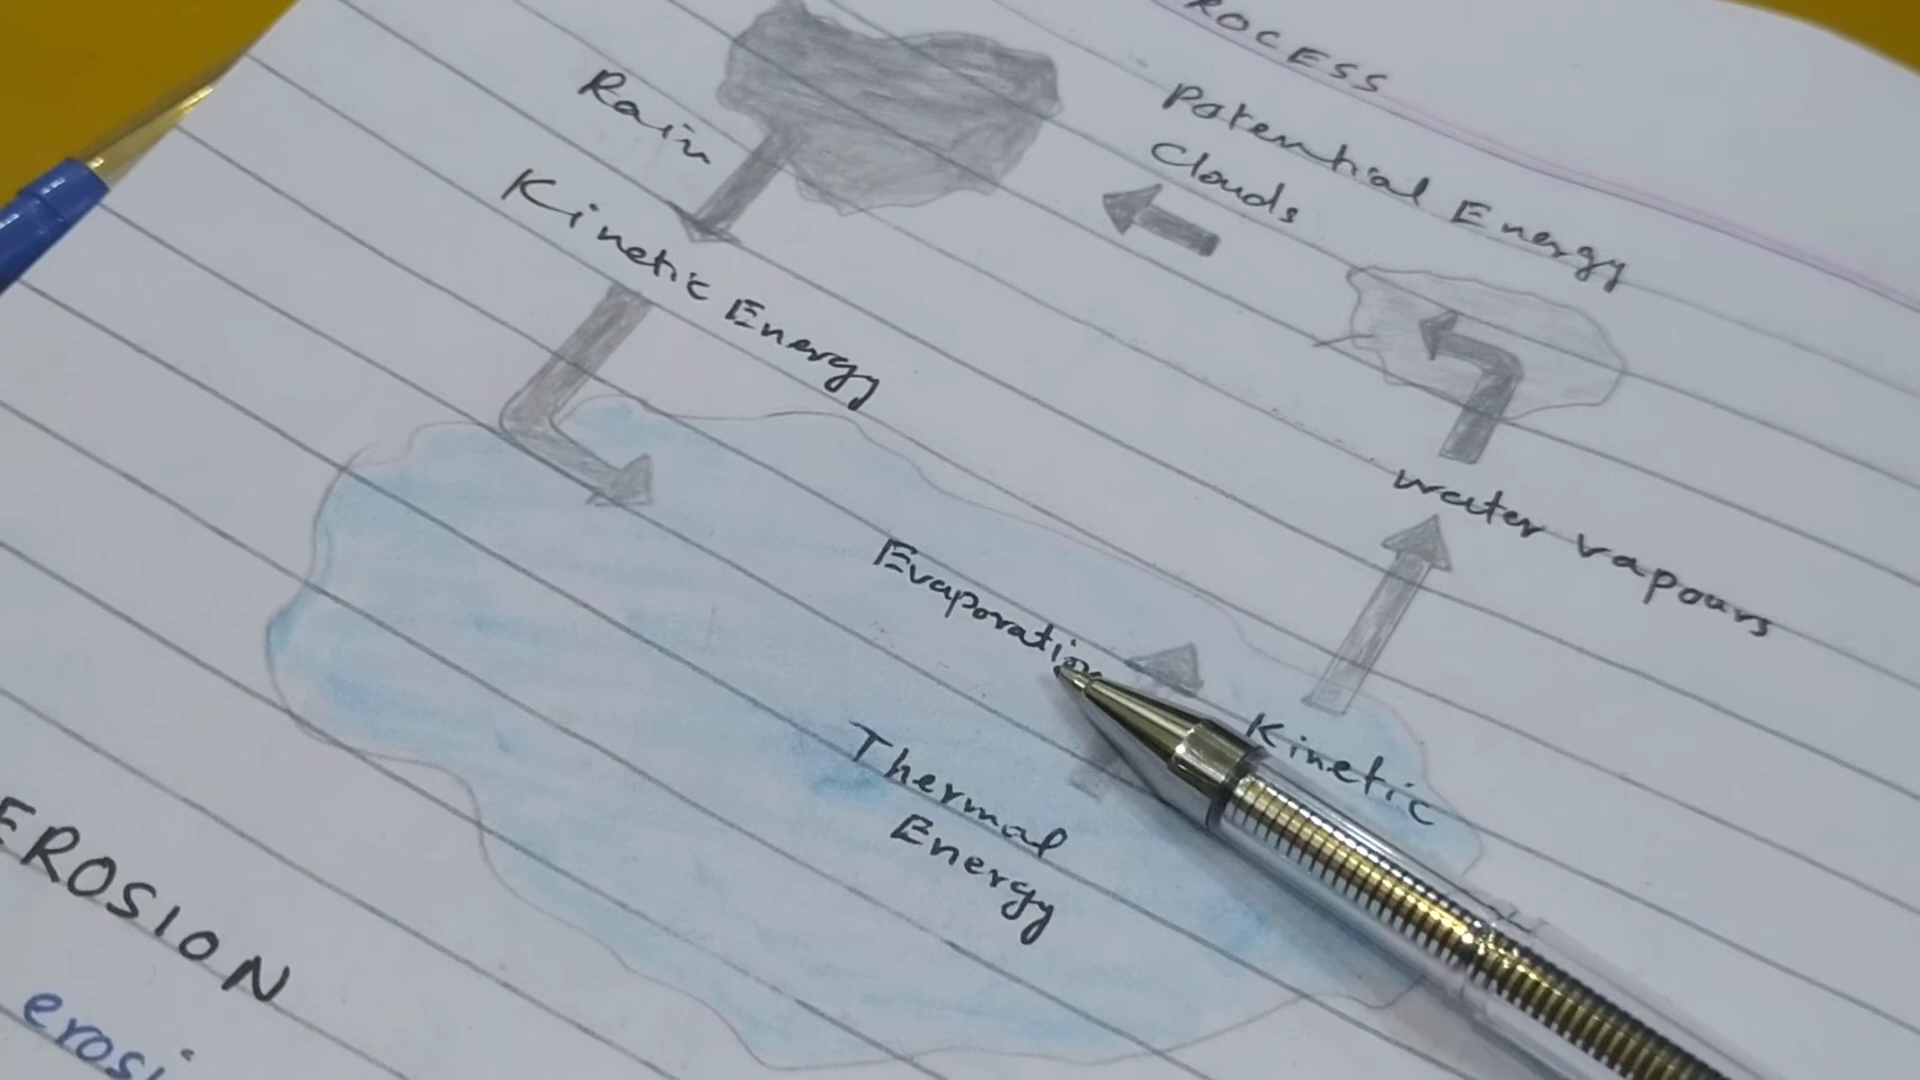 ROCESS
Potential Energy
Clouds
Rain
Kinetic Energy
water vapours
Evaporation
Kinetic
Thermal
Energy
EROSION
erosi